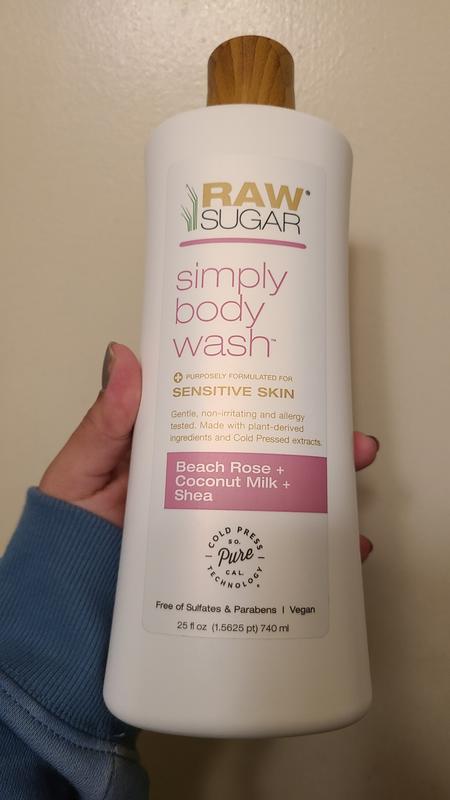 RAW®
SUGAR
simply
body
wash™
+ PURPOSELY FORMULATED FOR
SENSITIVE SKIN
Gentle, non-irritating and allergy
tested. Made with plant-derived
ingredients and Cold Pressed extracts.
Beach Rose +
Coconut Milk +
Shea
COLD PRESS
SO.
Pure
CAL.
TECHNOLOGY®
Free of Sulfates & Parabens | Vegan
25 fl oz (1.5625 pt) 740 ml